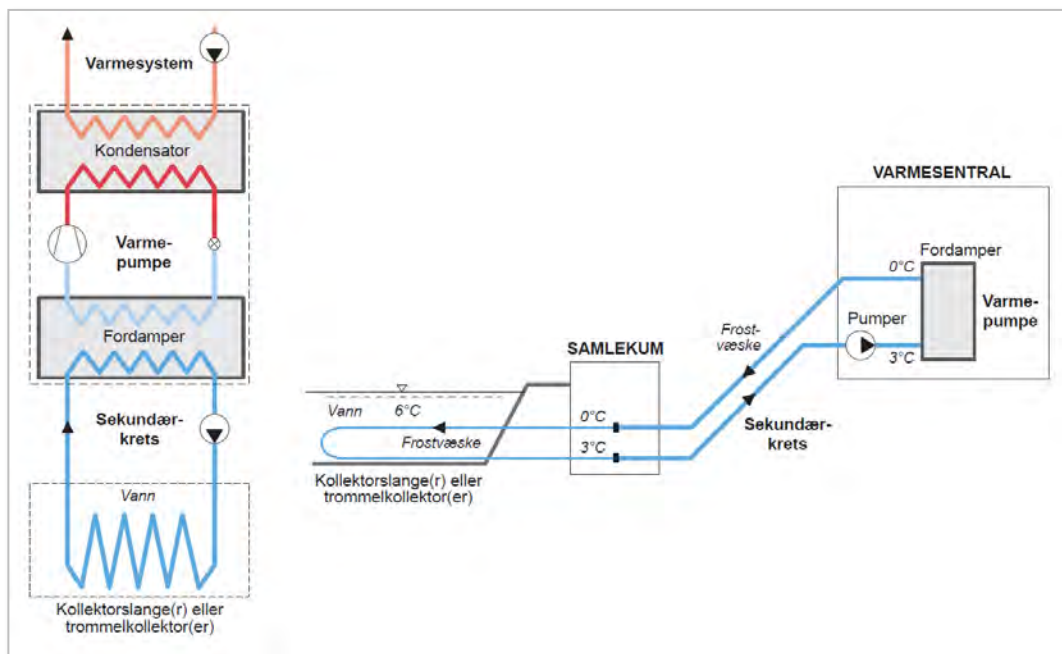 Varmesystem
Kondensator
Varme-
pumpe
Fordamper
Sekundær-
krets
Vann
Kollektorslange(r) eller
trommelkollektor(er)
VARMESENTRAL
Fordamper
0°C
Varme-
pumpe
Pumper
3°C
Frost-
væske
SAMLEKUM
Sekundær-
krets
Vann
6°C
0°C
Frostvæske
3°C
Kollektorslange(r) eller
trommelkollektor(er)